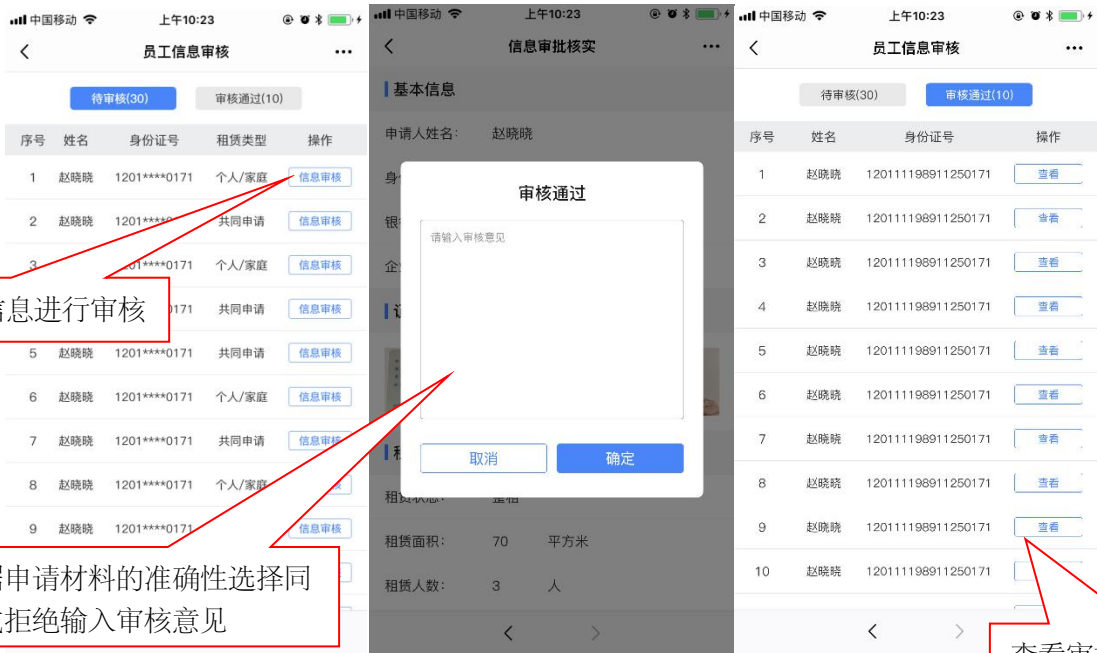 中国移动 上午10:23
员工信息审核
待审核(30) 审核通过(10)
序号 姓名 身份证号 租赁类型 操作
1 赵晓晓 1201****0171 个人/家庭 信息审核
2 赵晓晓 共同申请 信息审核
3 ****0171 个人/家庭 信息审核
信息进行审核
0171 共同申请 信息审核
5 赵晓晓 1201****0171 共同申请 信息审核
6 赵晓晓 1201****0171 个人/家庭 信息审核
7 赵晓晓 1201****0171 共同申请 信息审核
8 赵晓晓 1201****0171 个人/家庭
9 赵晓晓 1201****0171 信息审核
申请材料的准确性选择同
拒绝输入审核意见
中国移动 上午10:23
信息审批核实
基本信息
申请人姓名: 赵晓晓
审核通过
请输入审核意见
取消 确定
租赁状态: 整租
租赁面积: 70 平方米
租赁人数: 3 人
中国移动 上午10:23
员工信息审核
待审核(30) 审核通过(10)
序号 姓名 身份证号 操作
1 赵晓晓 120111198911250171 查看
2 赵晓晓 120111198911250171 查看
3 赵晓晓 120111198911250171 查看
4 赵晓晓 120111198911250171 查看
5 赵晓晓 120111198911250171 查看
6 赵晓晓 120111198911250171 查看
7 赵晓晓 120111198911250171 查看
8 赵晓晓 120111198911250171 查看
9 赵晓晓 120111198911250171 查看
10 赵晓晓 120111198911250171
查看审